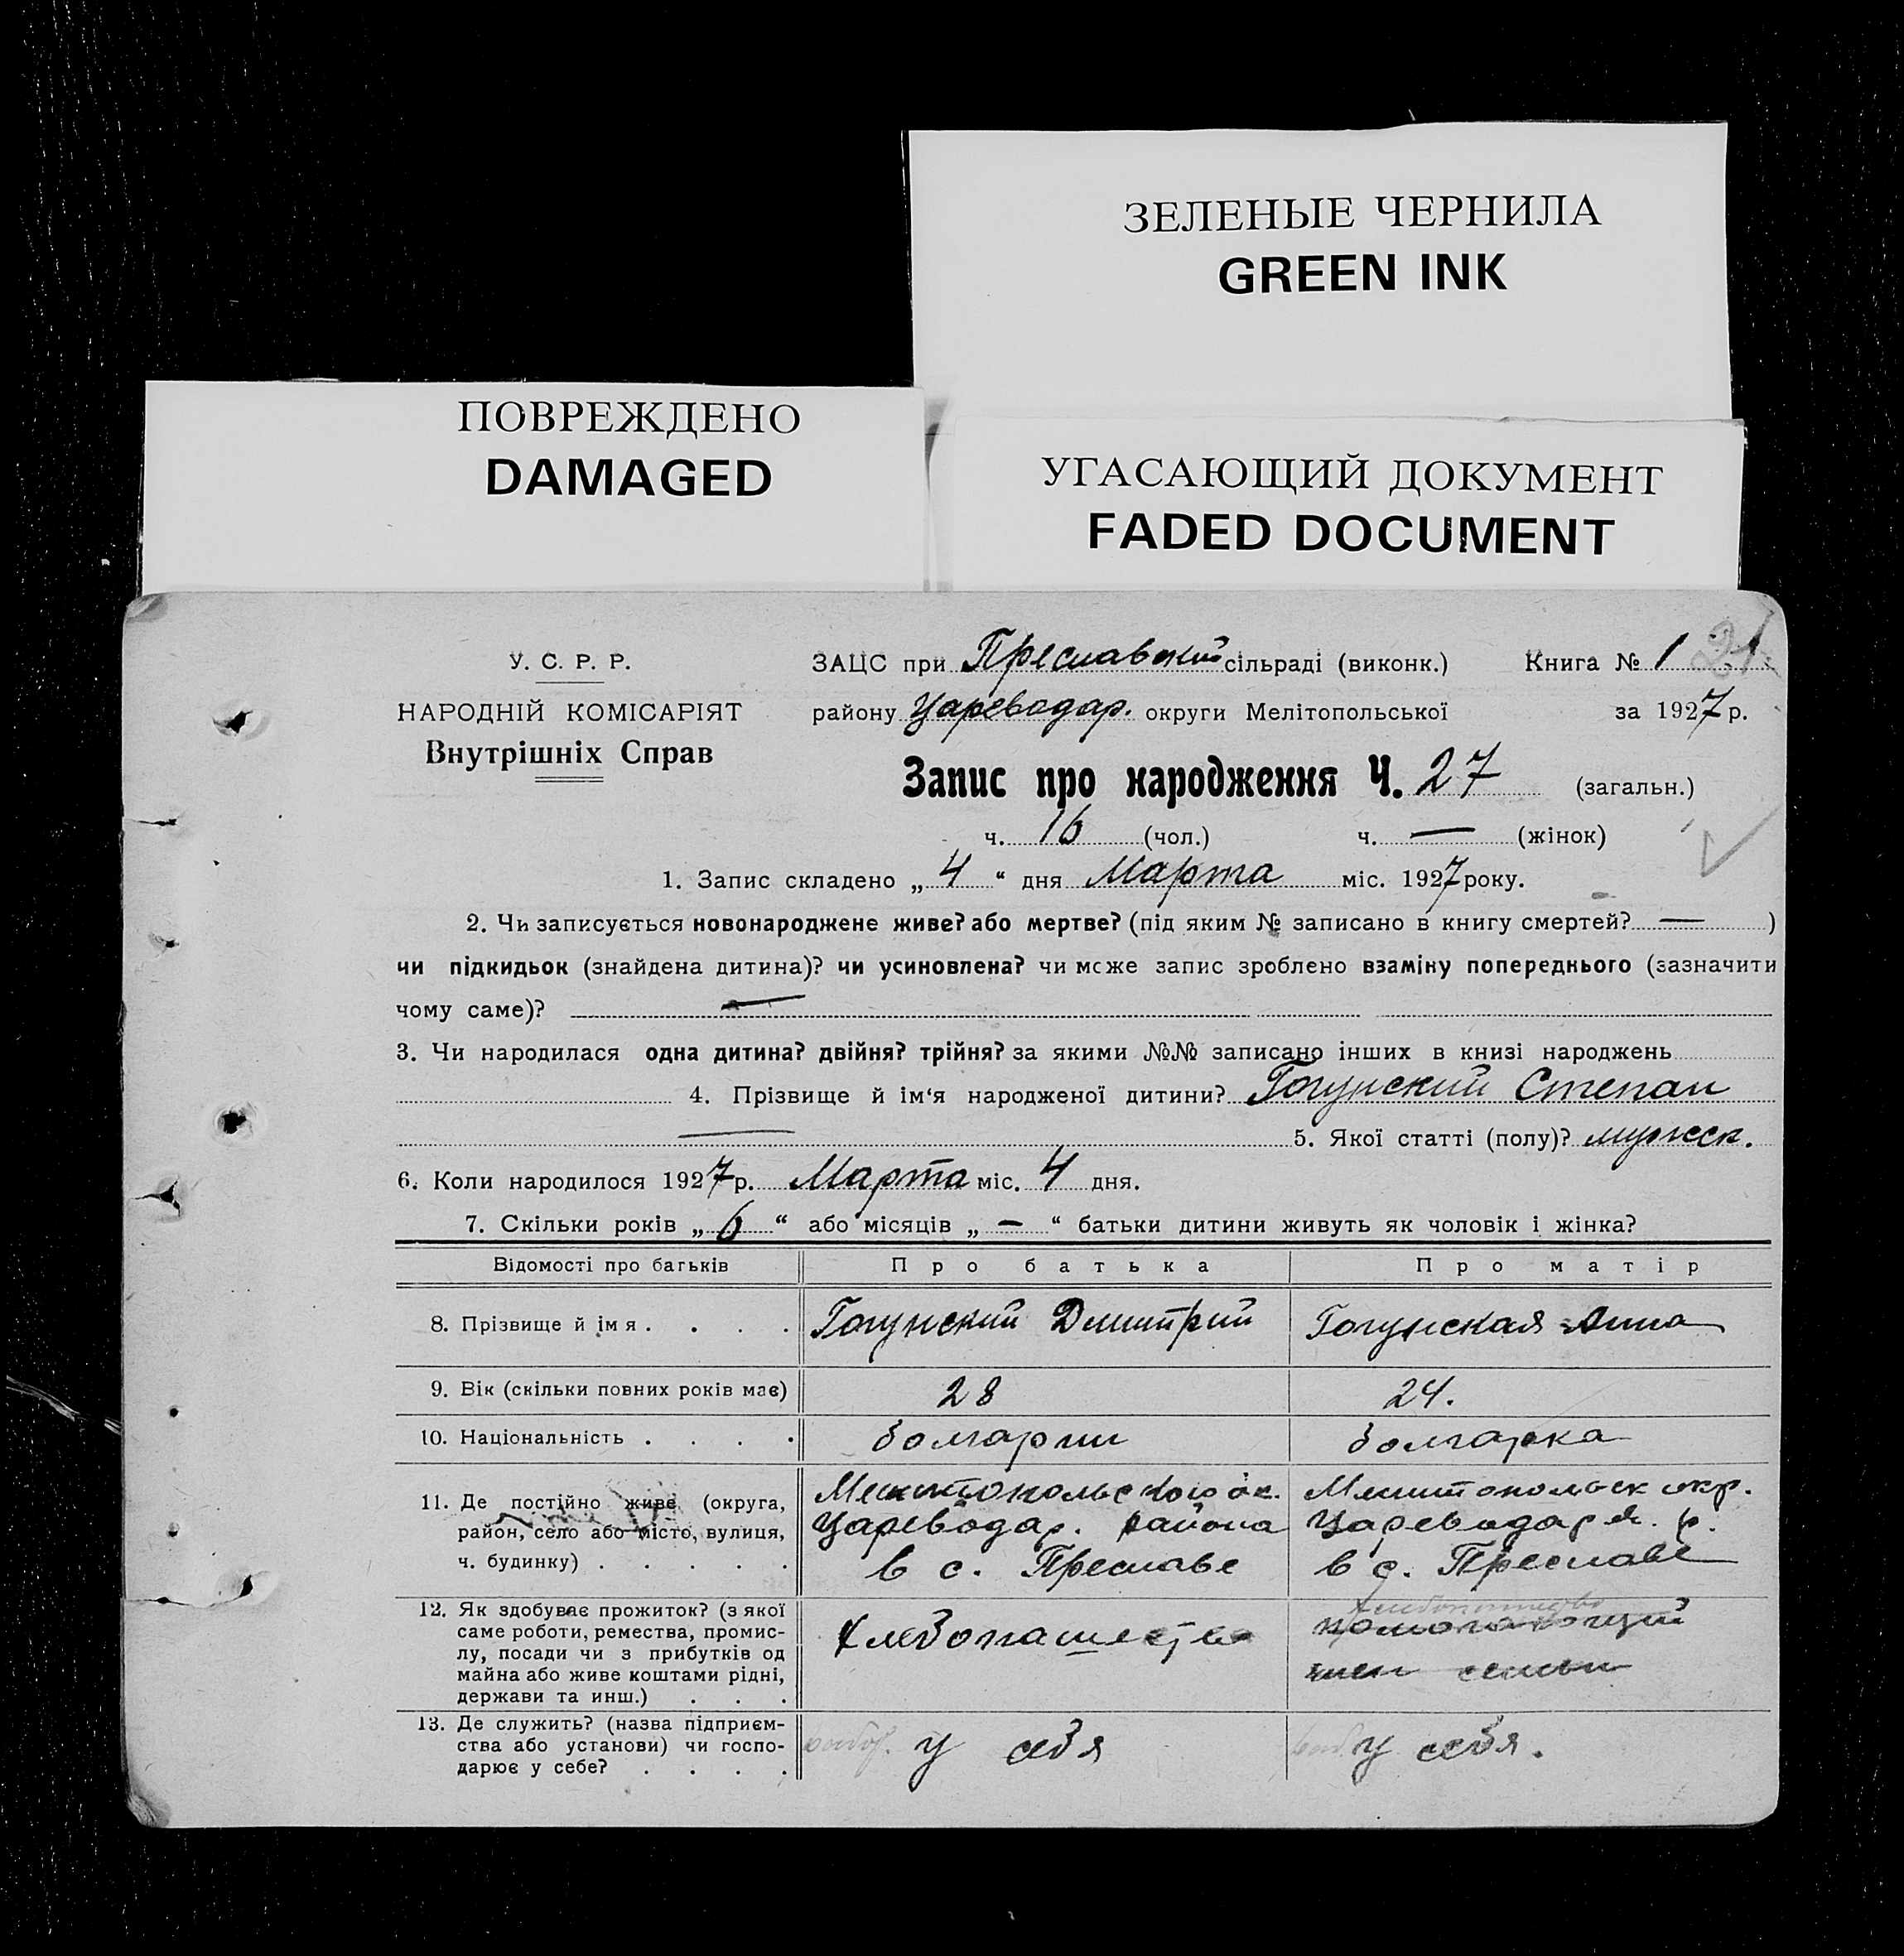 ЗЕЛЕНЫЕ ЧЕРНИЛА
GREEN INK
ПОВРЕЖДЕНО
DAMAGED
УГАСАЮЩИЙ ДОКУМЕНТ
FADED DOCUMENT
У. С. Р. Р.
НАРОДНІЙ КОМІСАРІЯТ
Внутрішніх Справ
ЗАЦС при Преславський сільраді (виконк.) Книга № 1 21
району Цареводар. округи Мелітопольської за 1927 р.
Запис про народження Ч. 27 (загальн.)
ч. 16 (чол.) ч. — (жінок)
1. Запис складено „ 4 “ дня Марта міс. 1927 року.
2. Чи записується новонароджене живе? або мертве? (під яким № записано в книгу смертей? — )
чи підкидьок (знайдена дитина)? чи усиновлена? чи може запис зроблено взаміну попереднього (зазначити
чому саме)? —
3. Чи народилася одна дитина? двійня? трійня? за якими №№ записано інших в книзі народжень
4. Прізвище й ім‘я народженої дитини? Гогунский Степан
— 5. Якої статті (полу)? мужск.
6. Коли народилося 1927 р. Марта міс. 4 дня.
7. Скільки років „ 6 “ або місяців „ — “ батьки дитини живуть як чоловік і жінка?
Відомості про батьків Про батька Про матір
8. Прізвище й імя . . . . Гогунский Дмитрий Гогунская Анна
9. Вік (скільки повних років має) 28 24.
10. Національність . . . . болгарин болгарка
11. Де постійно живе (округа, Мелитопольского ок. Мелитопольск окр.
район, село або місто, вулиця, Цареводар. района Цареводар р.
ч. будинку) . . . . . в с. Преславе в с. Преславе
12. Як здобуває прожиток? (з якої
саме роботи, ремества, промис-
лу, посади чи з прибутків од
майна або живе коштами рідні,
держави та инш.) . . .
хлебопашество
помогающий
член семьи
13. Де служить? (назва підприєм-
ства або установи) чи госпо-
дарює у себе? . . . .
у себя
у себя.